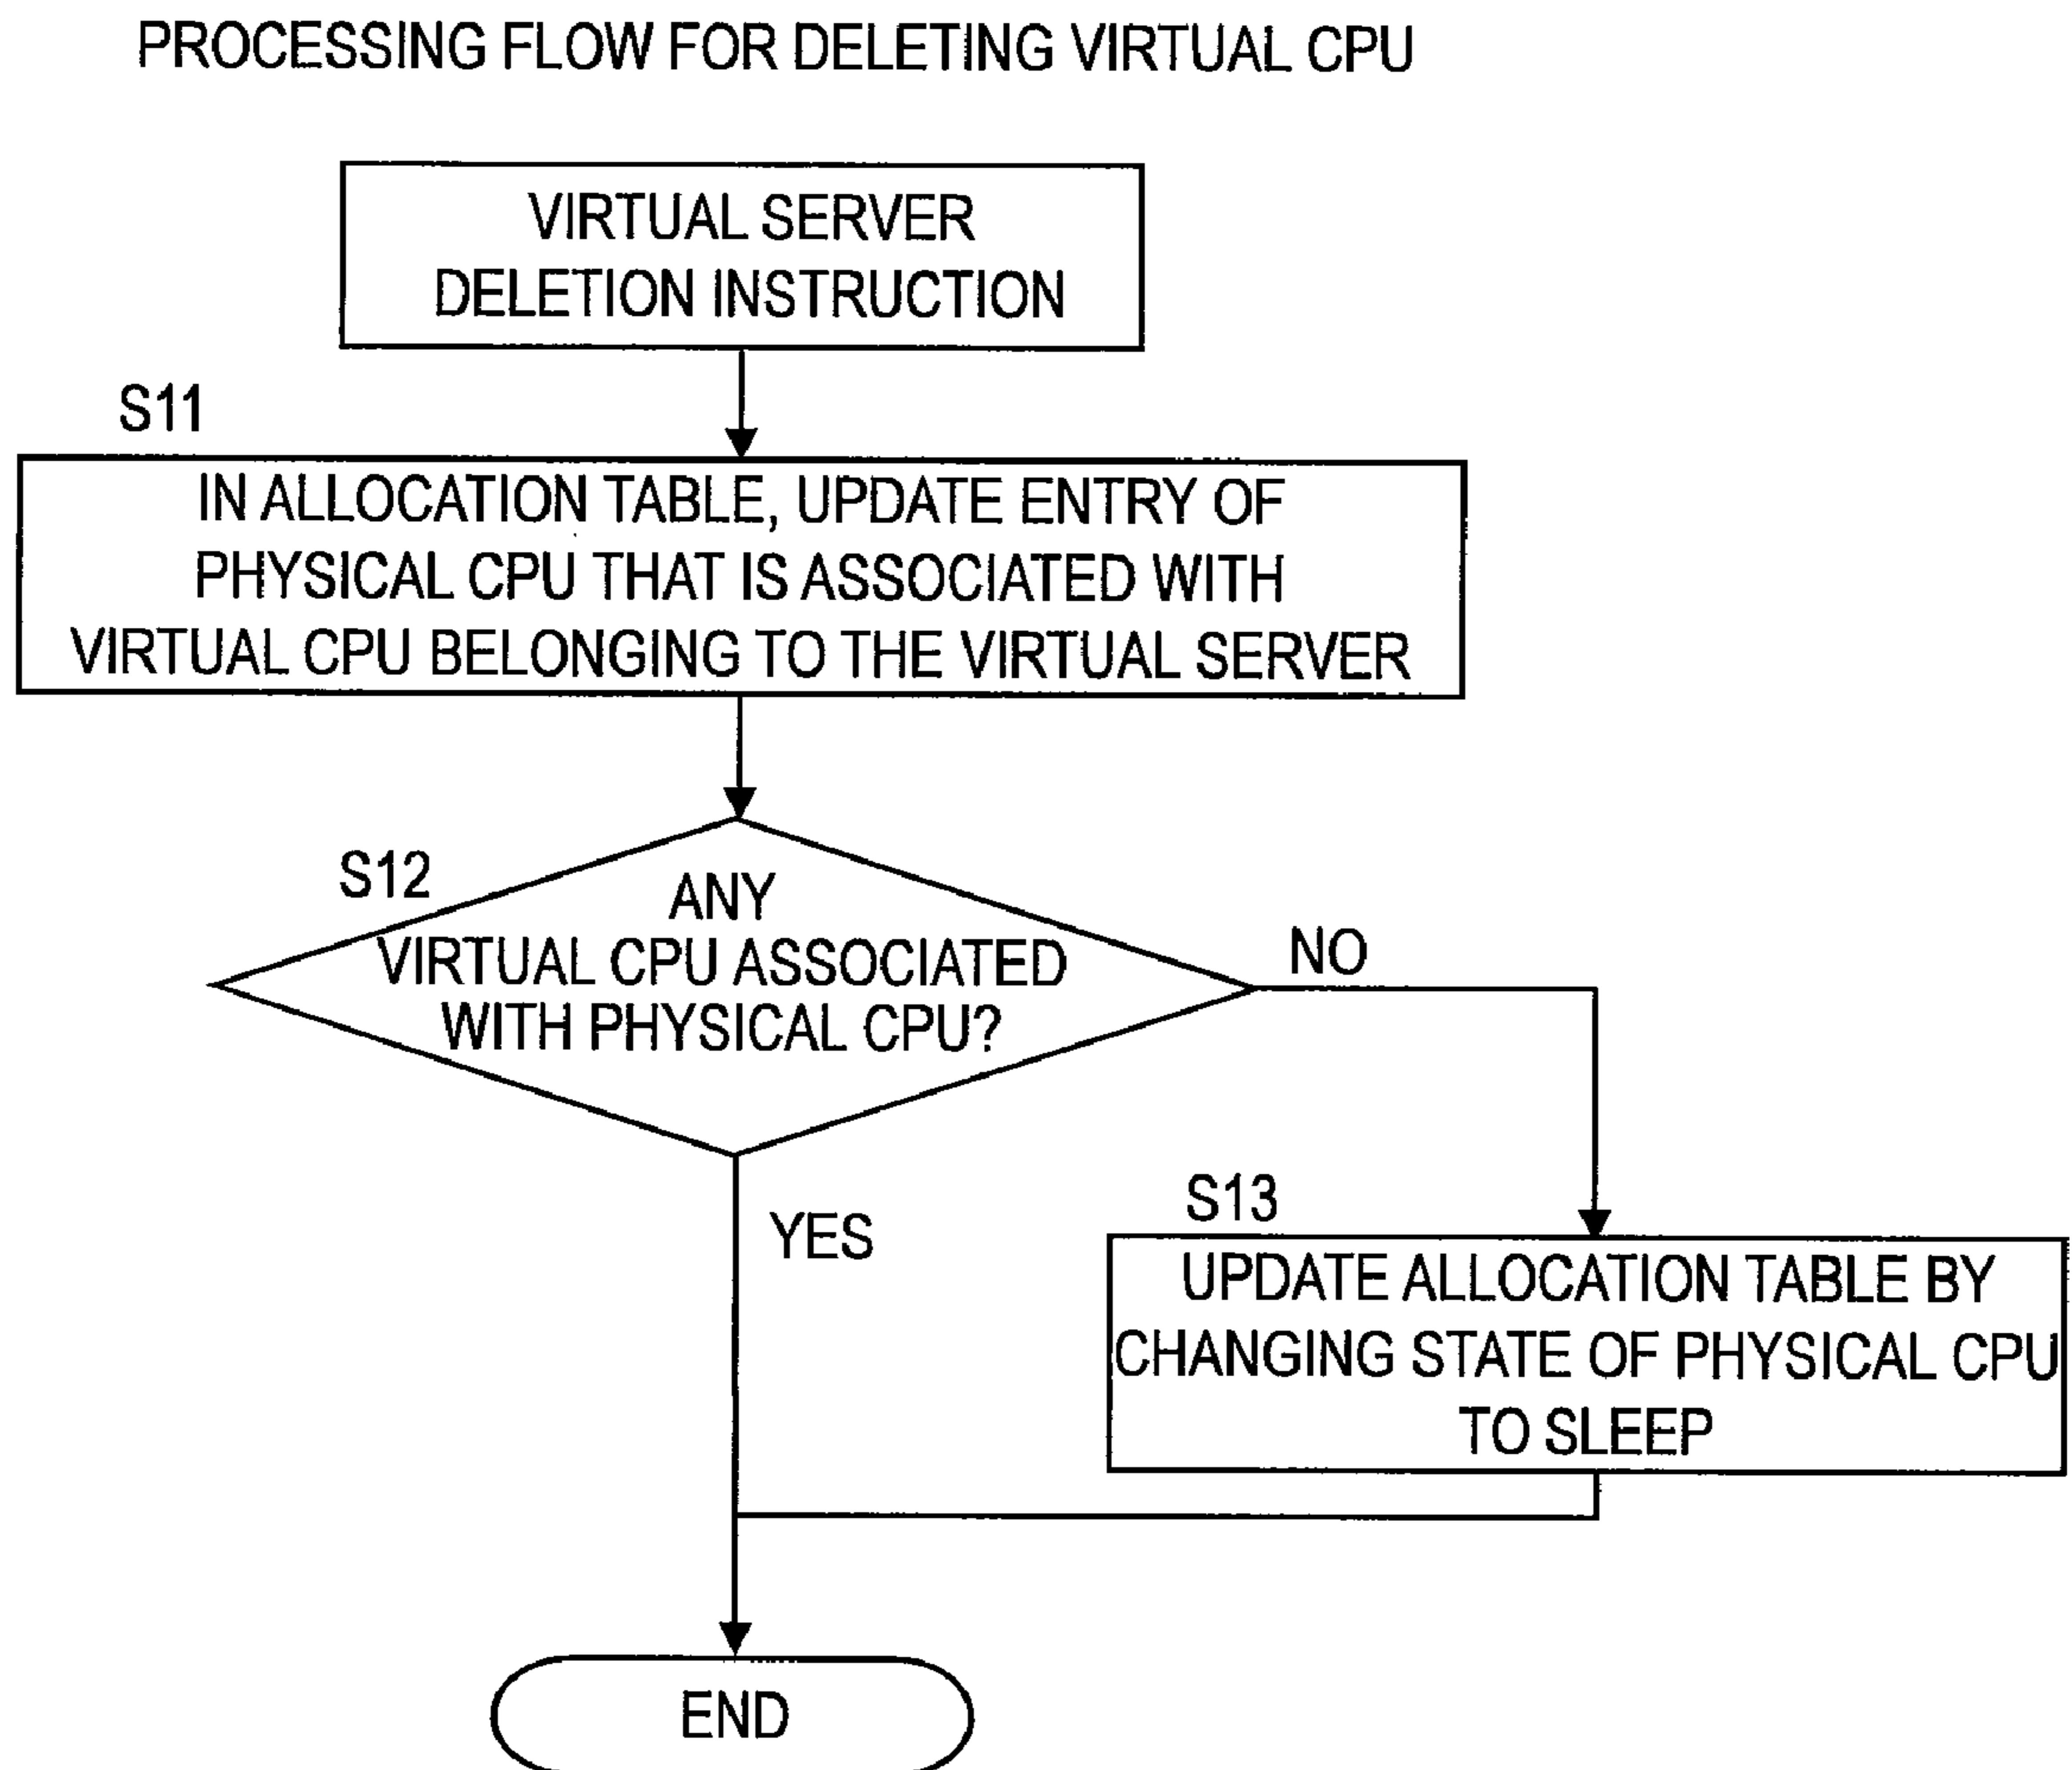 PROCESSING FLOW FOR DELETING VIRTUAL CPU
VIRTUAL SERVER
DELETION INSTRUCTION
S11
IN ALLOCATION TABLE, UPDATE ENTRY OF
PHYSICAL CPU THAT IS ASSOCIATED WITH
VIRTUAL CPU BELONGING TO THE VIRTUAL SERVER
S12
ANY
VIRTUAL CPU ASSOCIATED
WITH PHYSICAL CPU?
NO
YES
S13
UPDATE ALLOCATION TABLE BY
CHANGING STATE OF PHYSICAL CPU
TO SLEEP
END